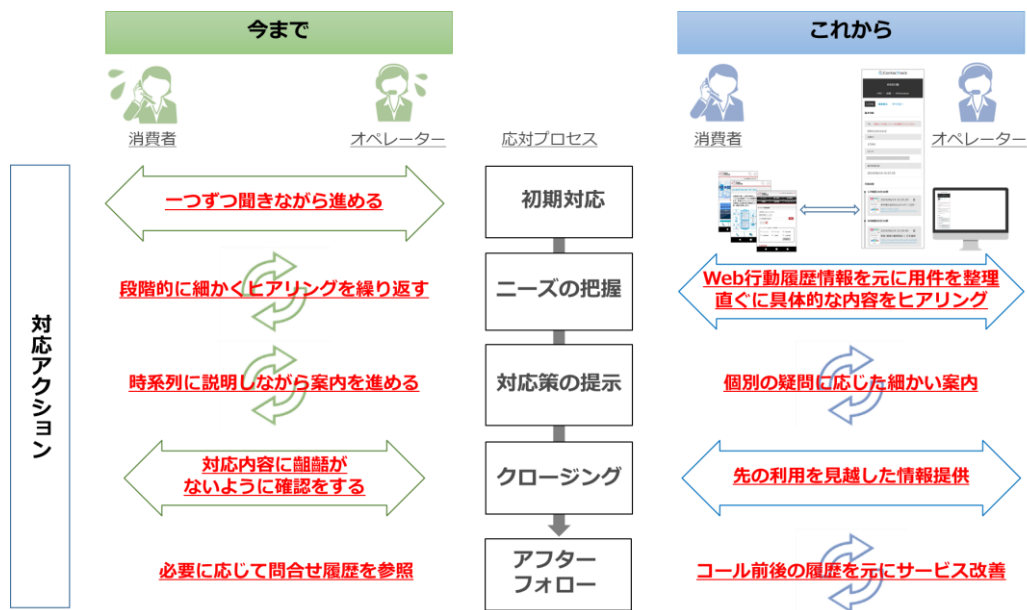 今まで
これから
消費者
オペレーター
応対プロセス
消費者
オペレーター
対応アクション
一つずつ聞きながら進める
初期対応
段階的に細かくヒアリングを繰り返す
ニーズの把握
Web行動履歴情報を元に用件を整理
直ぐに具体的な内容をヒアリング
時系列に説明しながら案内を進める
対応策の提示
個別の疑問に応じた細かい案内
対応内容に齟齬が
ないように確認をする
クロージング
先の利用を見越した情報提供
必要に応じて問合せ履歴を参照
アフター
フォロー
コール前後の履歴を元にサービス改善